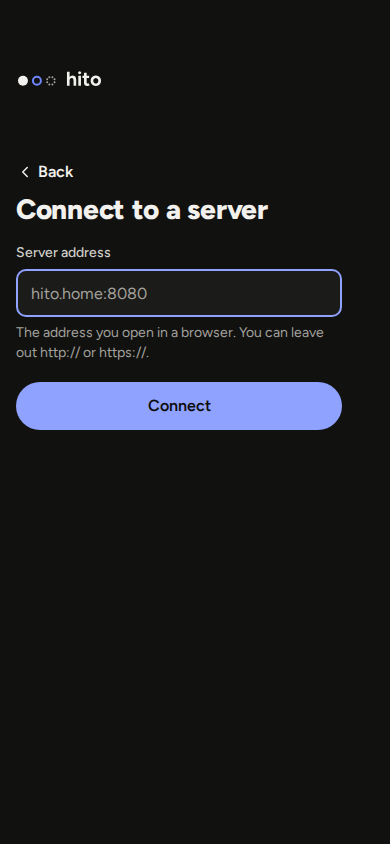 hito
Back
Connect to a server
Server address
hito.home:8080
The address you open in a browser. You can leave
out http:// or https://.
Connect